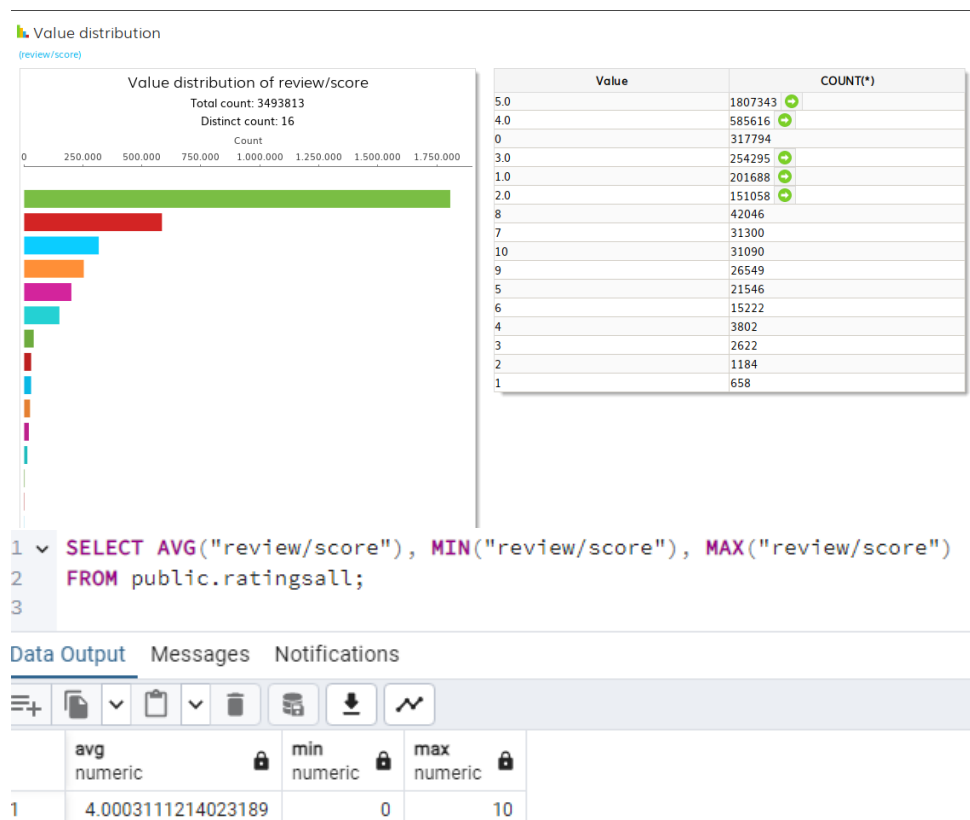 Value distribution
(review/score)
Value distribution of review/score
Total count: 3493813
Distinct count: 16
Count
0 250.000 500.000 750.000 1.000.000 1.250.000 1.500.000 1.750.000
Value COUNT(*)
5.0 1807343
4.0 585616
0 317794
3.0 254295
1.0 201688
2.0 151058
8 42046
7 31300
10 31090
9 26549
5 21546
6 15222
4 3802
3 2622
2 1184
1 658
1 SELECT AVG("review/score"), MIN("review/score"), MAX("review/score")
2 FROM public.ratingsall;
3
Data Output Messages Notifications
avg min max
numeric numeric numeric
1 4.0003111214023189 0 10